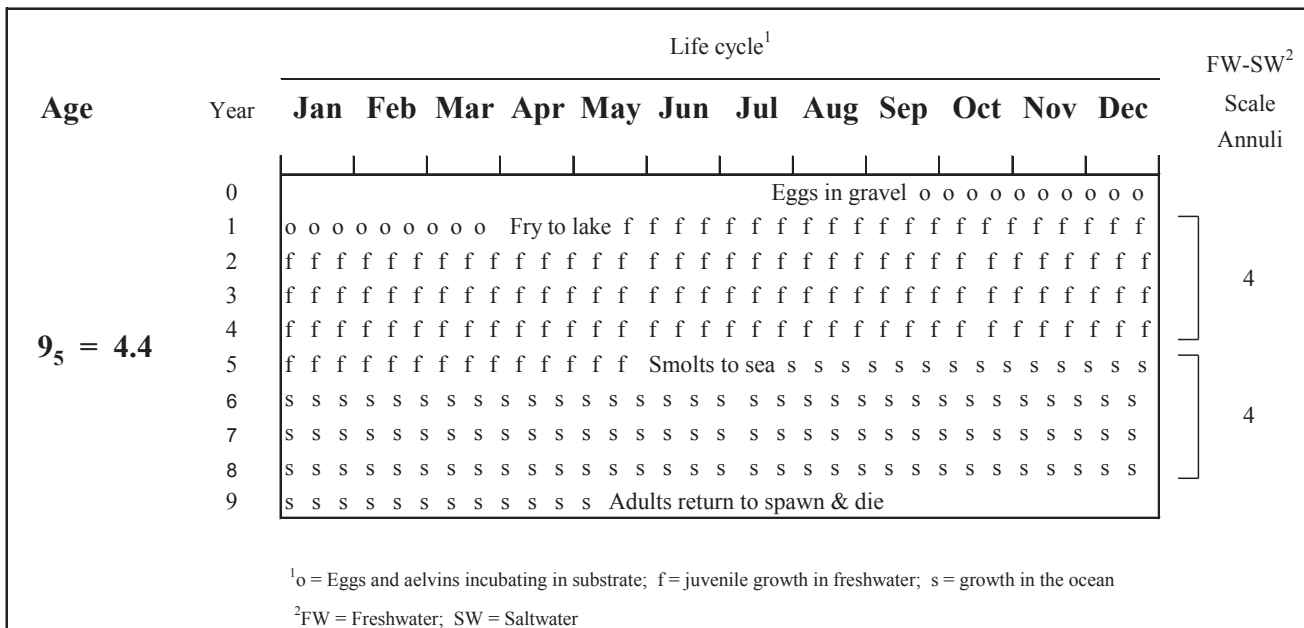 Life cycle1
FW-SW2
Age Year Jan Feb Mar Apr May Jun Jul Aug Sep Oct Nov Dec Scale
Annuli
0 Eggs in gravel o o o o o o o o o o
1 o o o o o o o o o Fry to lake f f f f f f f f f f f f f f f f f f f f f
2 f f f f f f f f f f f f f f f f f f f f f f f f f f f f f f f f f f
3 f f f f f f f f f f f f f f f f f f f f f f f f f f f f f f f f f f 4
4 f f f f f f f f f f f f f f f f f f f f f f f f f f f f f f f f f f
95 = 4.4
5 f f f f f f f f f f f f f f Smolts to sea s s s s s s s s s s s s s s
6 s s s s s s s s s s s s s s s s s s s s s s s s s s s s s s s s
7 s s s s s s s s s s s s s s s s s s s s s s s s s s s s s s s s 4
8 s s s s s s s s s s s s s s s s s s s s s s s s s s s s s s s s
9 s s s s s s s s s s s s Adults return to spawn & die
1o = Eggs and aelvins incubating in substrate; f = juvenile growth in freshwater; s = growth in the ocean
2FW = Freshwater; SW = Saltwater